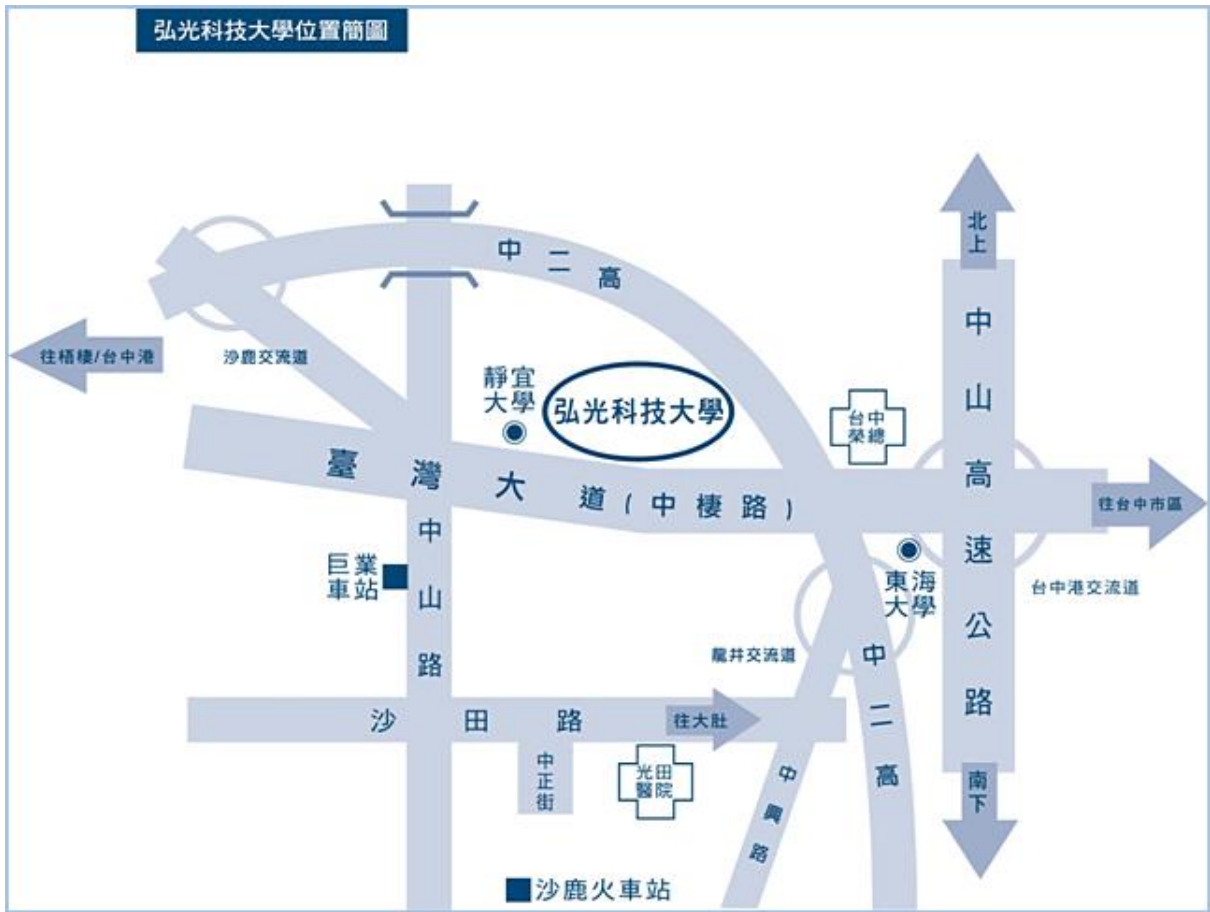 弘光科技大學位置簡圖
北上
中二高
中山高速公路
往梧棲/台中港
沙鹿交流道
靜宜
大學
弘光科技大學
台中
榮總
臺灣大道(中棲路)
往台中市區
中山路
巨業
車站
東海
大學
台中港交流道
龍井交流道
中二高
沙田路
往大肚
中正街
光田
醫院
中興路
南下
沙鹿火車站